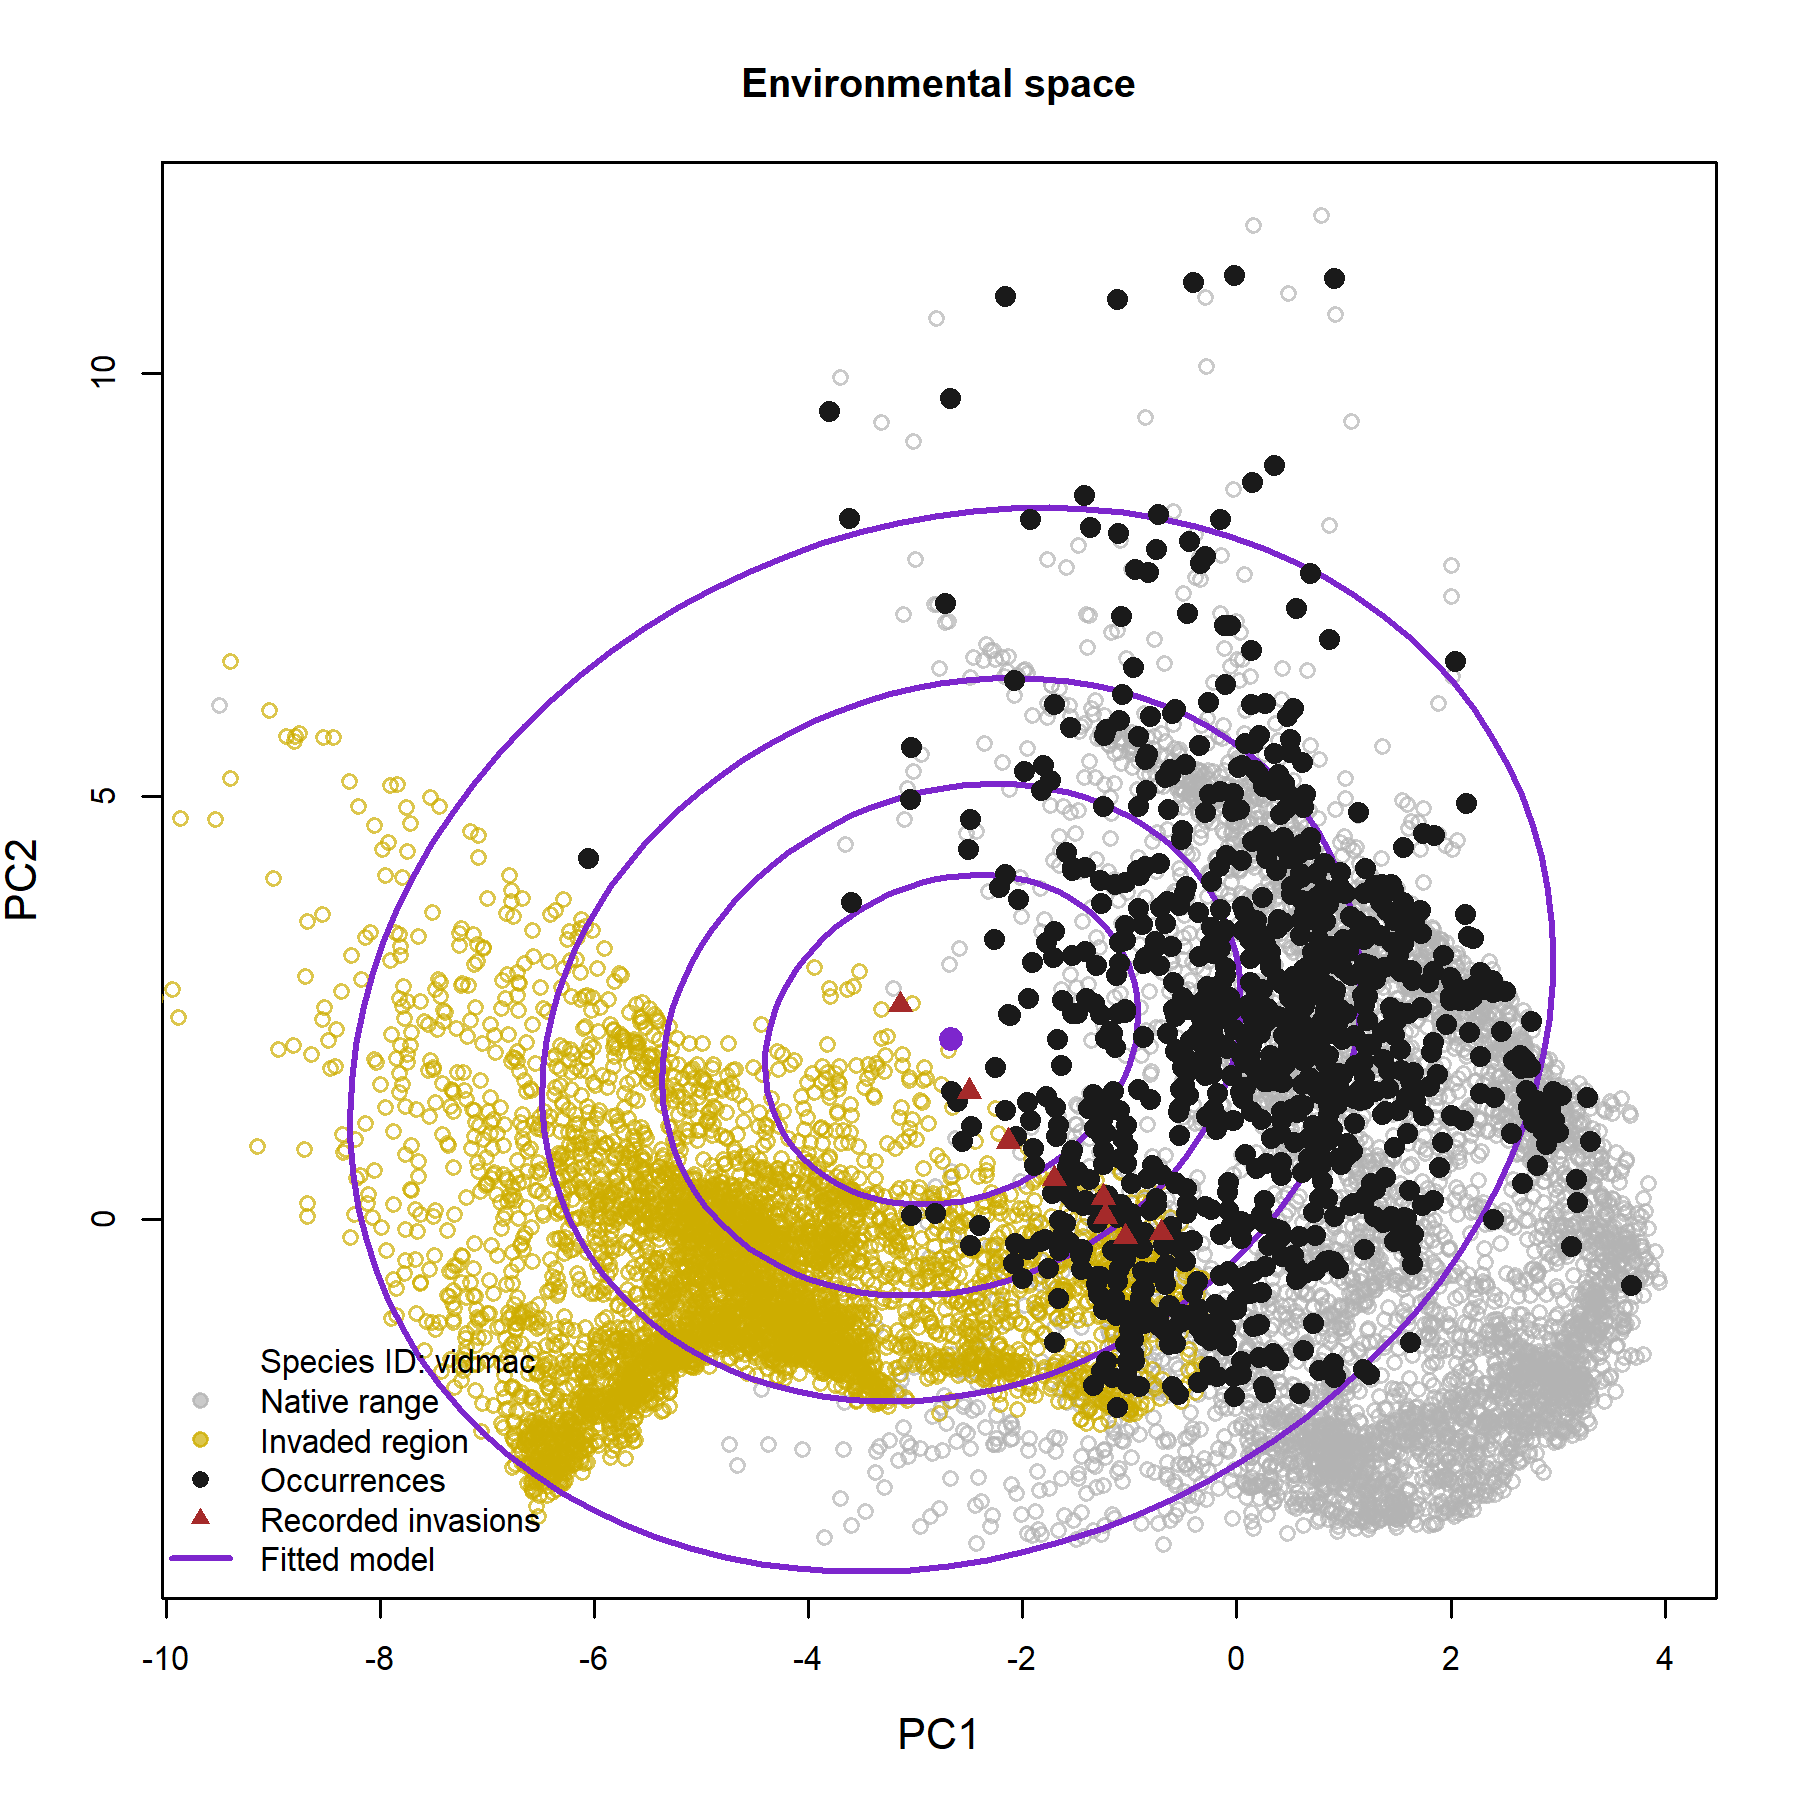 Environmental space
10
5
0
PC2
Species ID: vidmac
Native range
Invaded region
Occurrences
Recorded invasions
Fitted model
-10 -8 -6 -4 -2 0 2 4
PC1